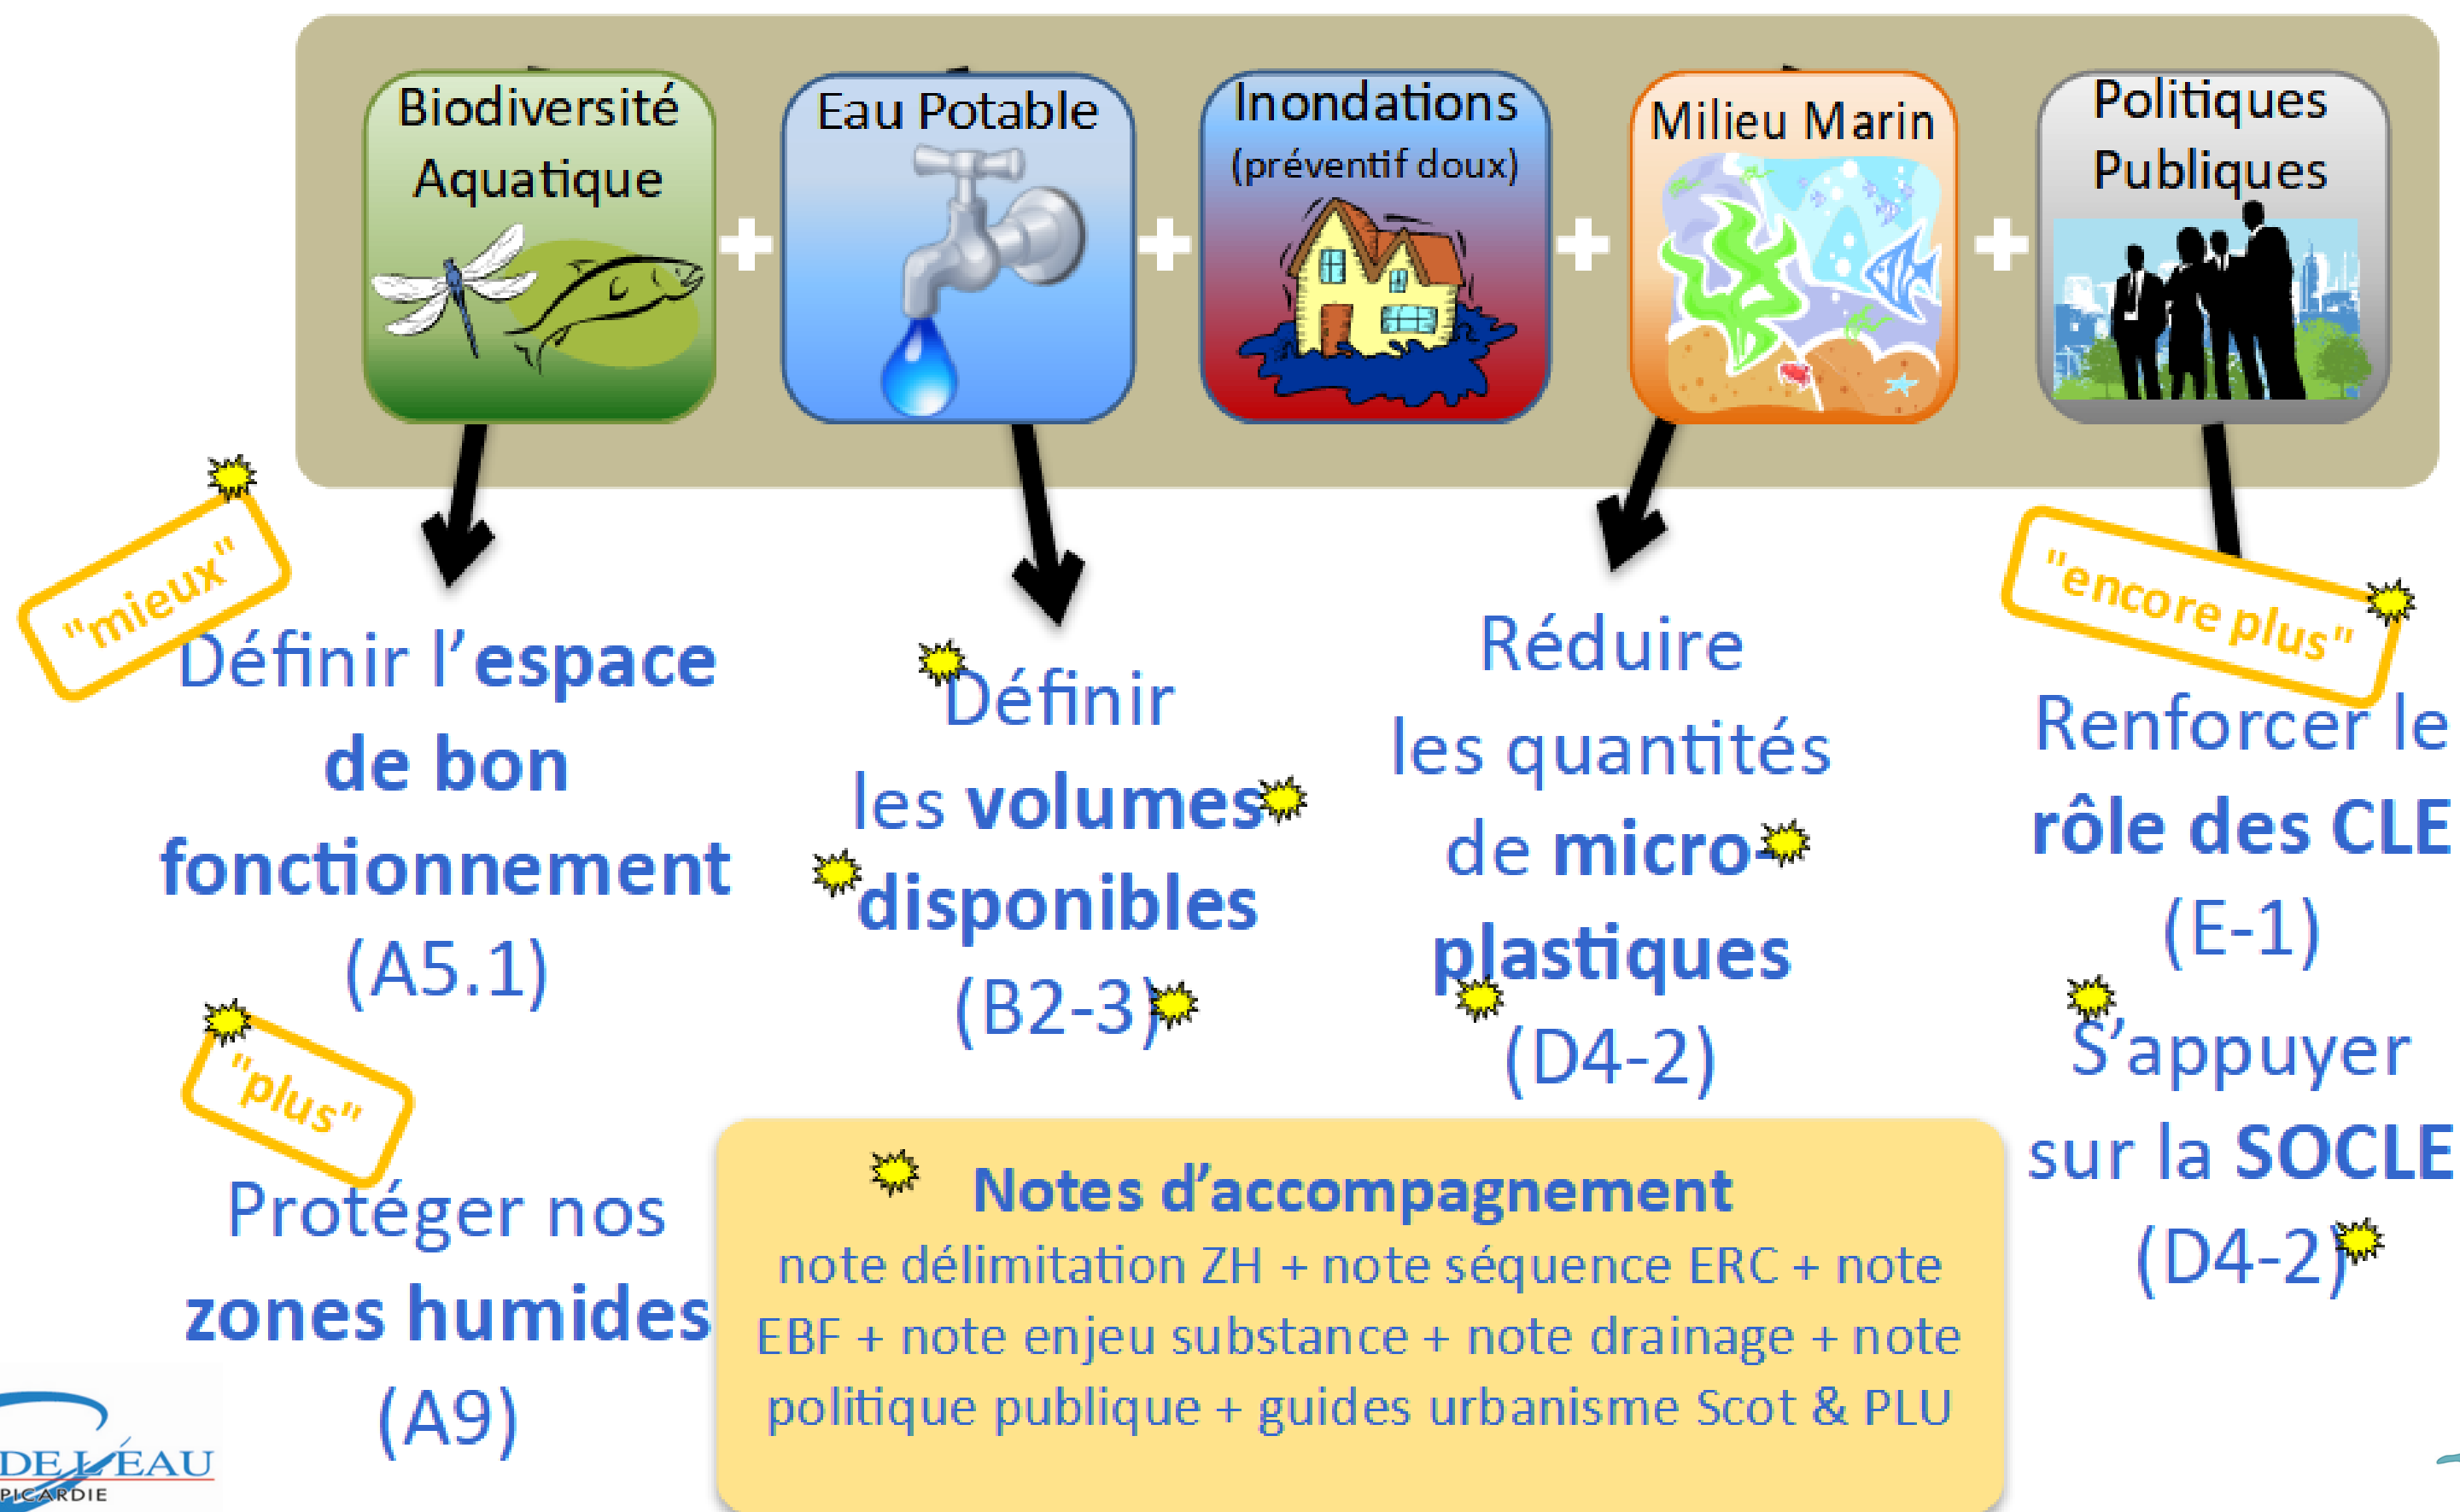 Biodiversité
Aquatique
Eau Potable
Inondations
(préventif doux)
Milieu Marin
Politiques
Publiques
"mieux"
Définir l’espace
de bon
fonctionnement
(A5.1)
"plus"
Protéger nos
zones humides
(A9)
Définir
les volumes
disponibles
(B2-3)
Réduire
les quantités
de micro-
plastiques
(D4-2)
"encore plus"
Renforcer le
rôle des CLE
(E-1)
S’appuyer
sur la SOCLE
(D4-2)
Notes d’accompagnement
note délimitation ZH + note séquence ERC + note
EBF + note enjeu substance + note drainage + note
politique publique + guides urbanisme Scot & PLU
DE L'EAU
PICARDIE